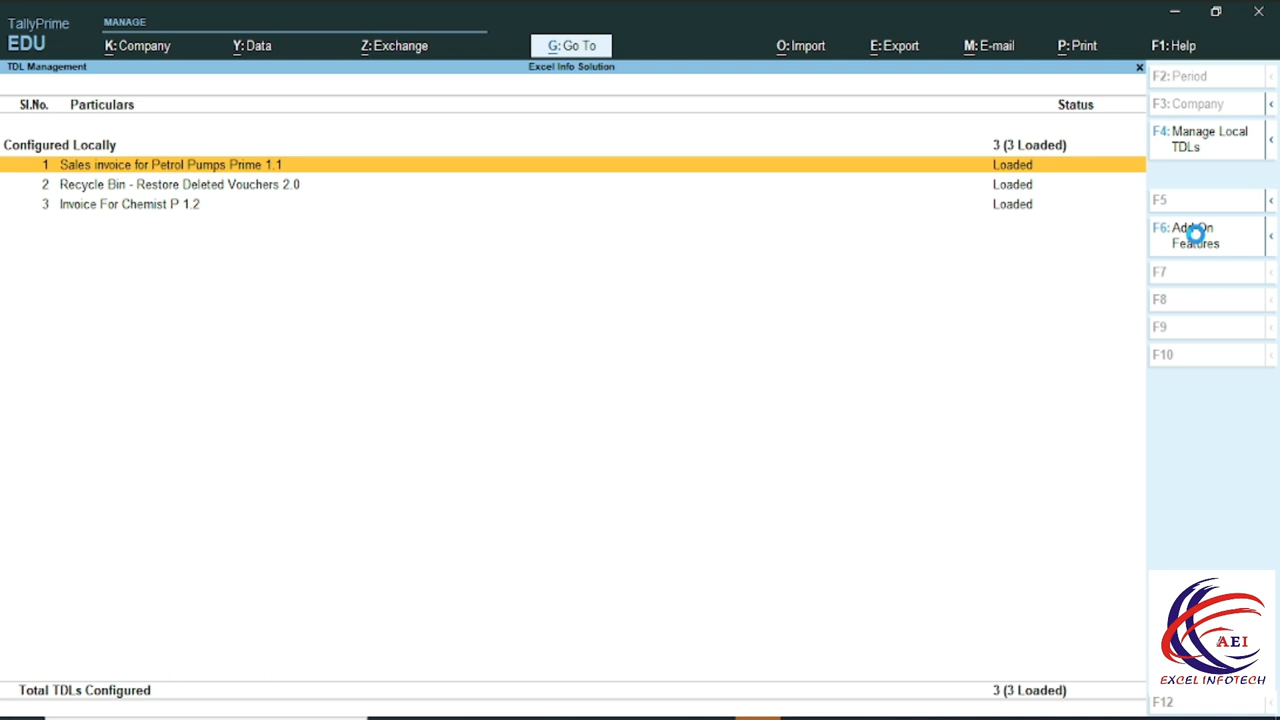 TallyPrime
EDU
MANAGE
K: Company
Y: Data
Z: Exchange
G: Go To
O: Import
E: Export
M: E-mail
P: Print
F1: Help
TDL Management
Excel Info Solution
x
Sl.No. Particulars Status
Configured Locally 3 (3 Loaded)
1 Sales invoice for Petrol Pumps Prime 1.1 Loaded
2 Recycle Bin - Restore Deleted Vouchers 2.0 Loaded
3 Invoice For Chemist P 1.2 Loaded
Total TDLs Configured 3 (3 Loaded)
F2: Period
F3: Company
F4: Manage Local
TDLs
F5
F6: Add-On
Features
F7
F8
F9
F10
AEI
EXCEL INFOTECH
F12